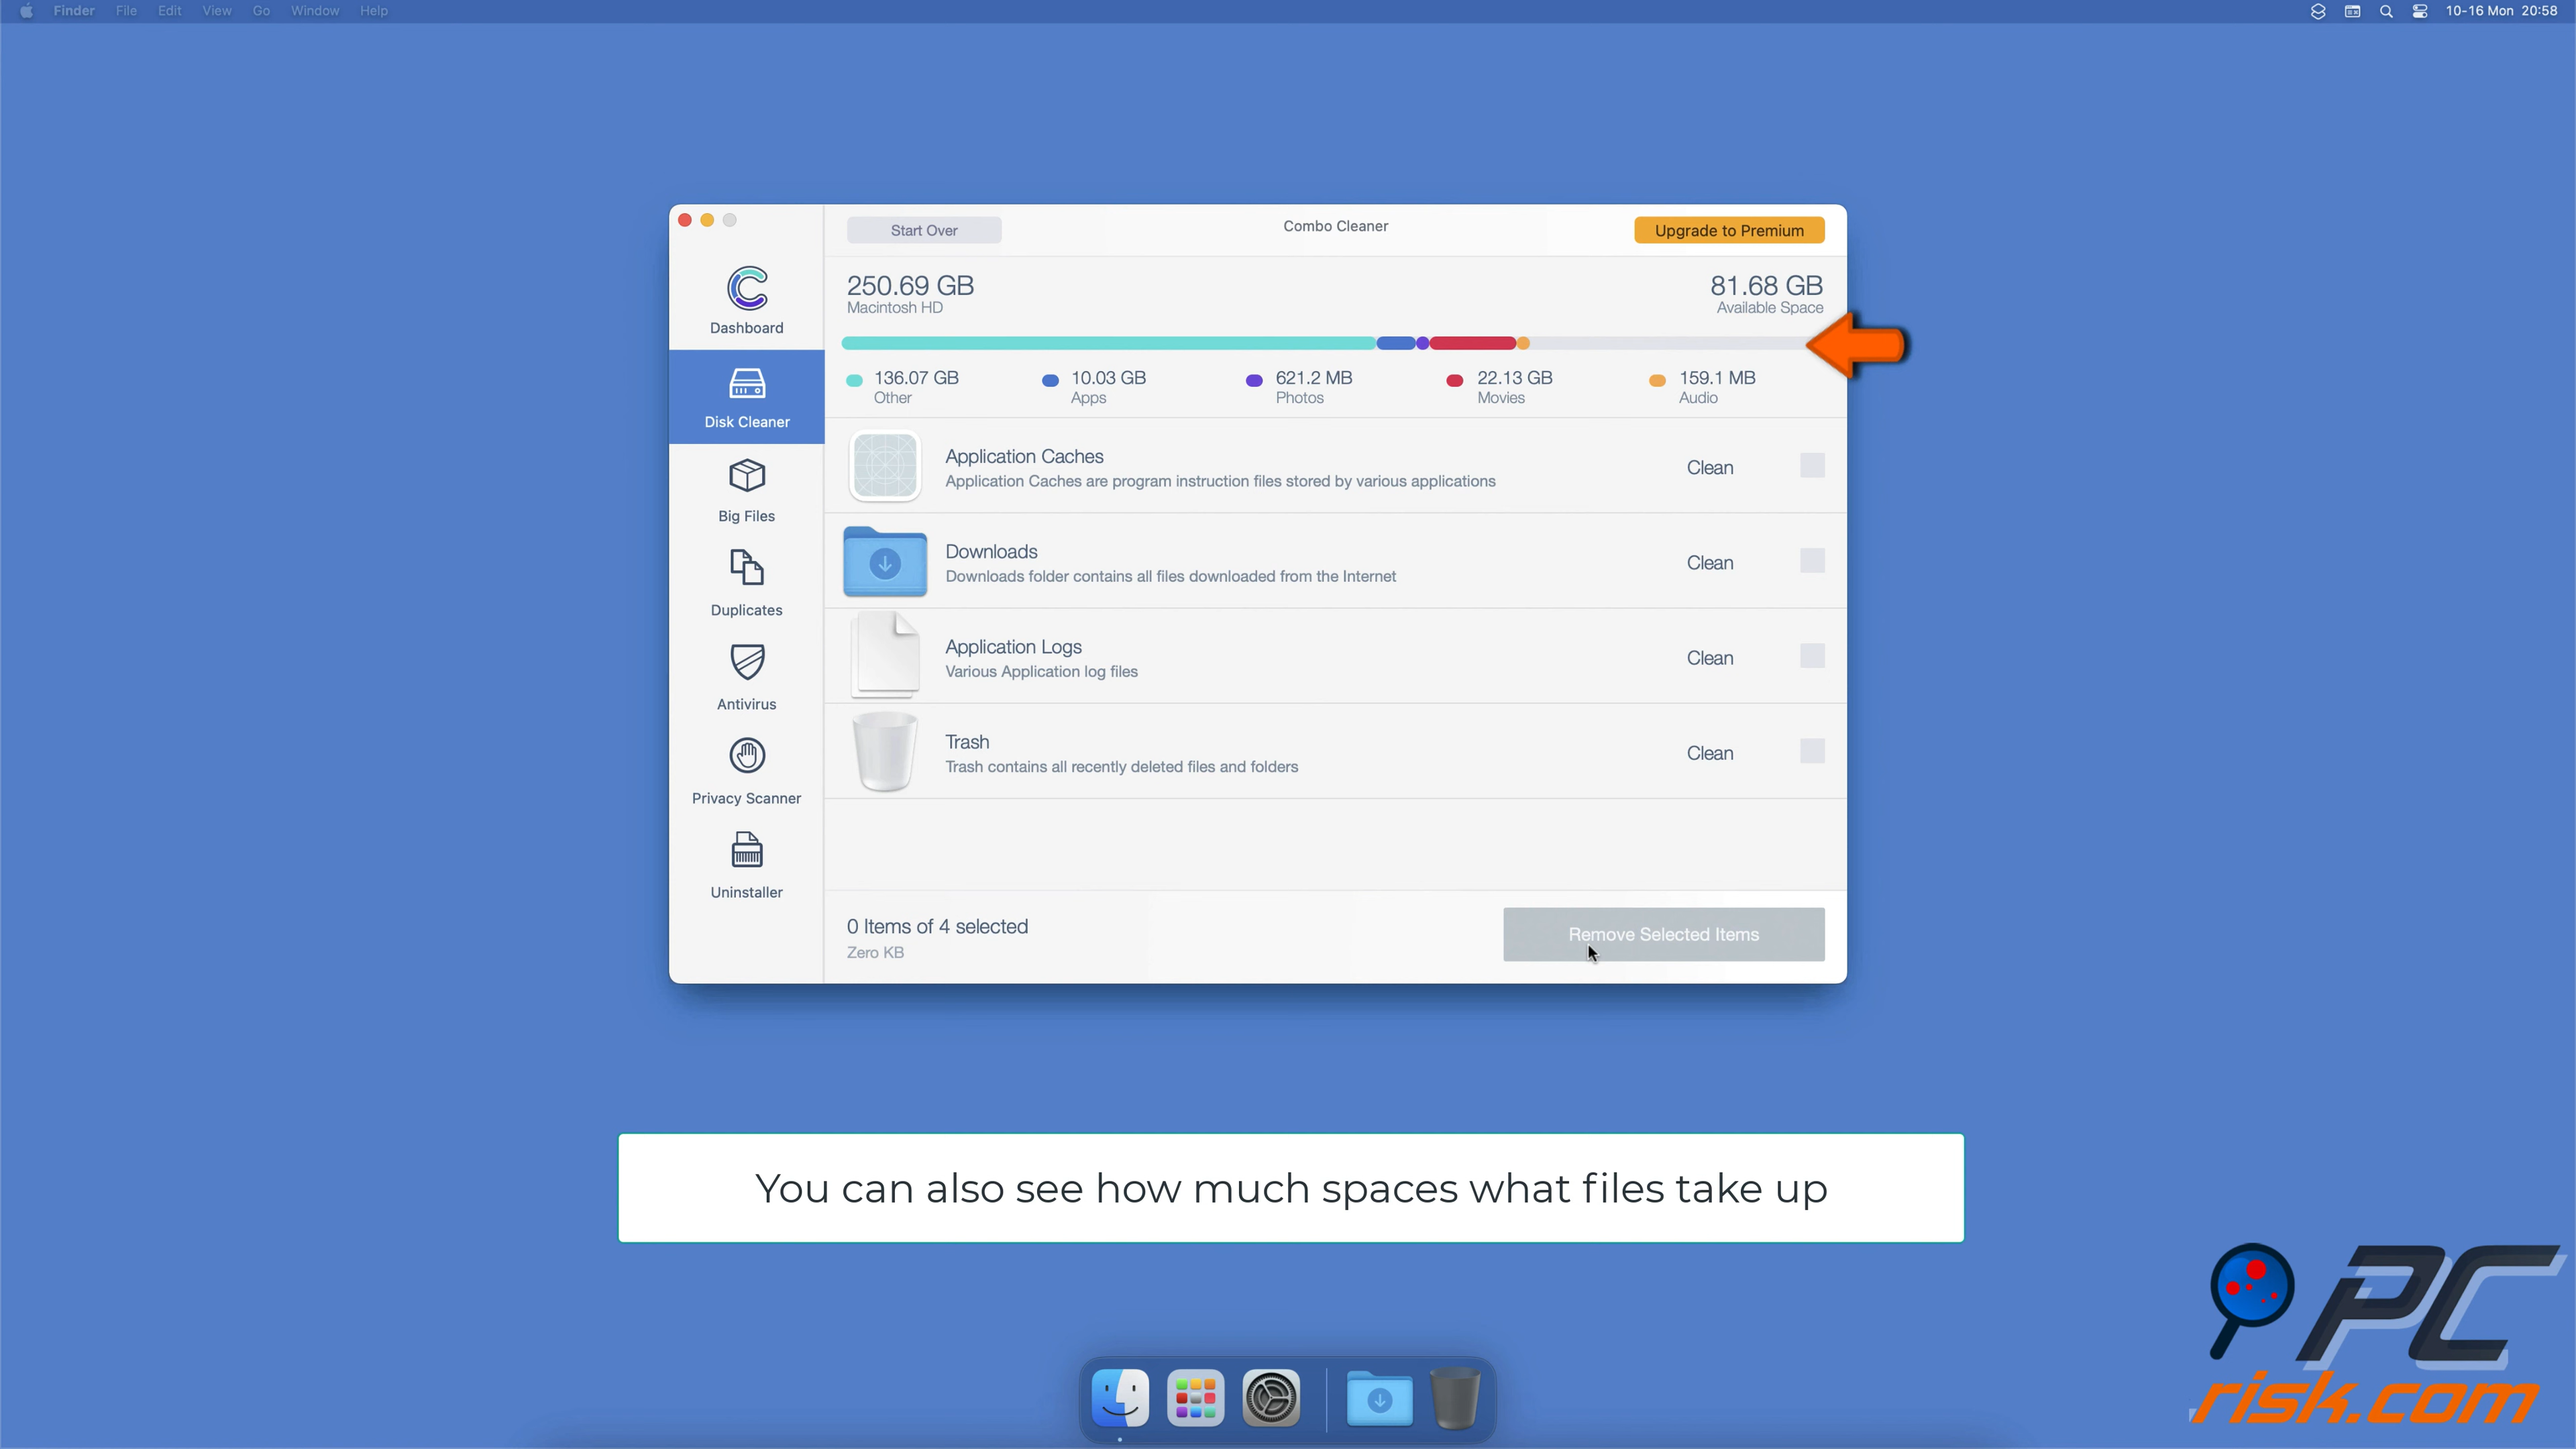 Finder File Edit View Go Window Help
10-16 Mon 20:58
Start Over
Combo Cleaner
Upgrade to Premium
Dashboard
Disk Cleaner
Big Files
Duplicates
Antivirus
Privacy Scanner
Uninstaller
250.69 GB
Macintosh HD
81.68 GB
Available Space
136.07 GB
Other
10.03 GB
Apps
621.2 MB
Photos
22.13 GB
Movies
159.1 MB
Audio
Application Caches
Application Caches are program instruction files stored by various applications
Clean
Downloads
Downloads folder contains all files downloaded from the Internet
Clean
Application Logs
Various Application log files
Clean
Trash
Trash contains all recently deleted files and folders
Clean
0 Items of 4 selected
Zero KB
Remove Selected Items
You can also see how much spaces what files take up
PC
risk.com